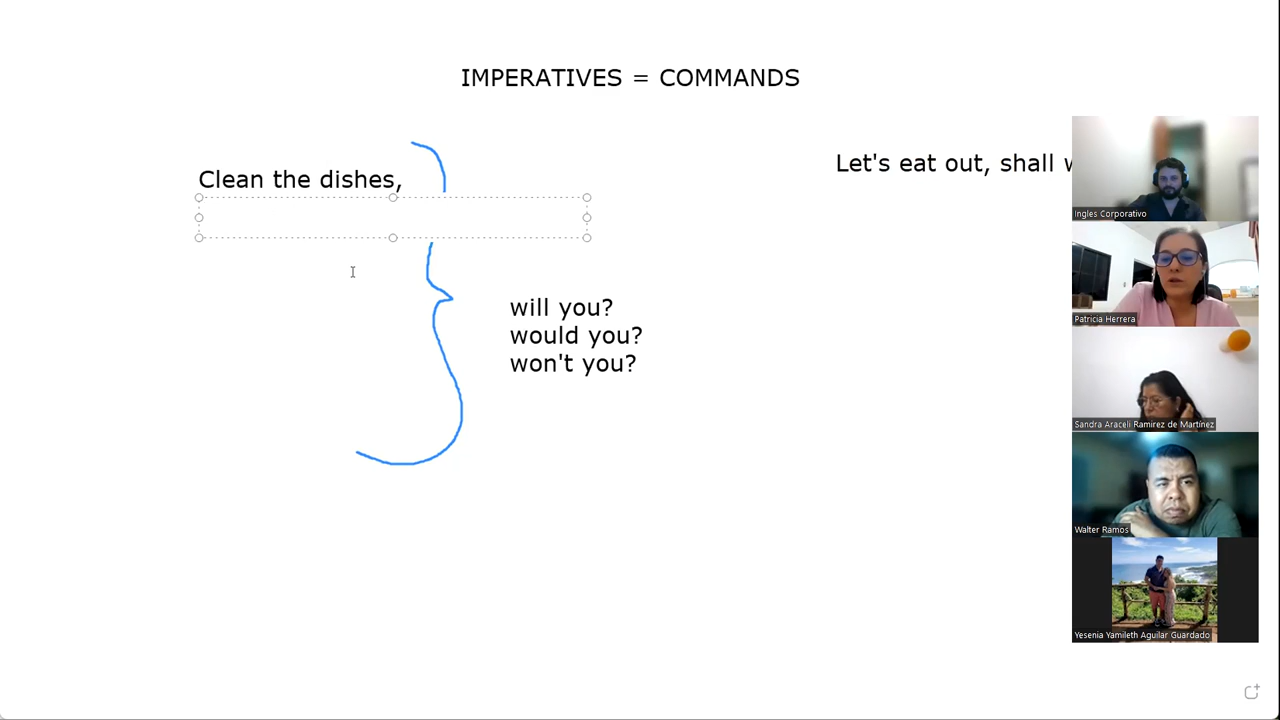 IMPERATIVES = COMMANDS
Clean the dishes,
Let's eat out, shall
will you?
would you?
won't you?
Ingles Corporativo
Patricia Herrera
Sandra Araceli Ramirez de Martínez
Walter Ramos
Yesenia Yamileth Aguilar Guardado